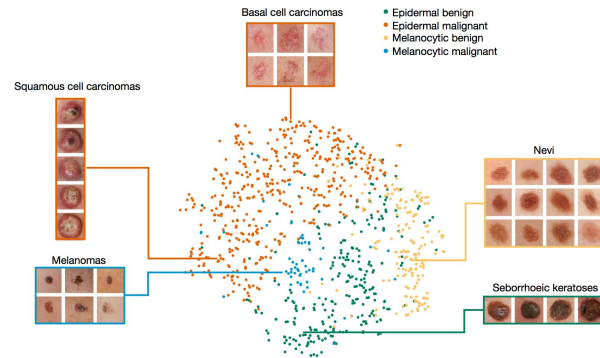 Basal cell carcinomas
Epidermal benign
Epidermal malignant
Melanocytic benign
Melanocytic malignant
Squamous cell carcinomas
Nevi
Melanomas
Seborrhoeic keratoses